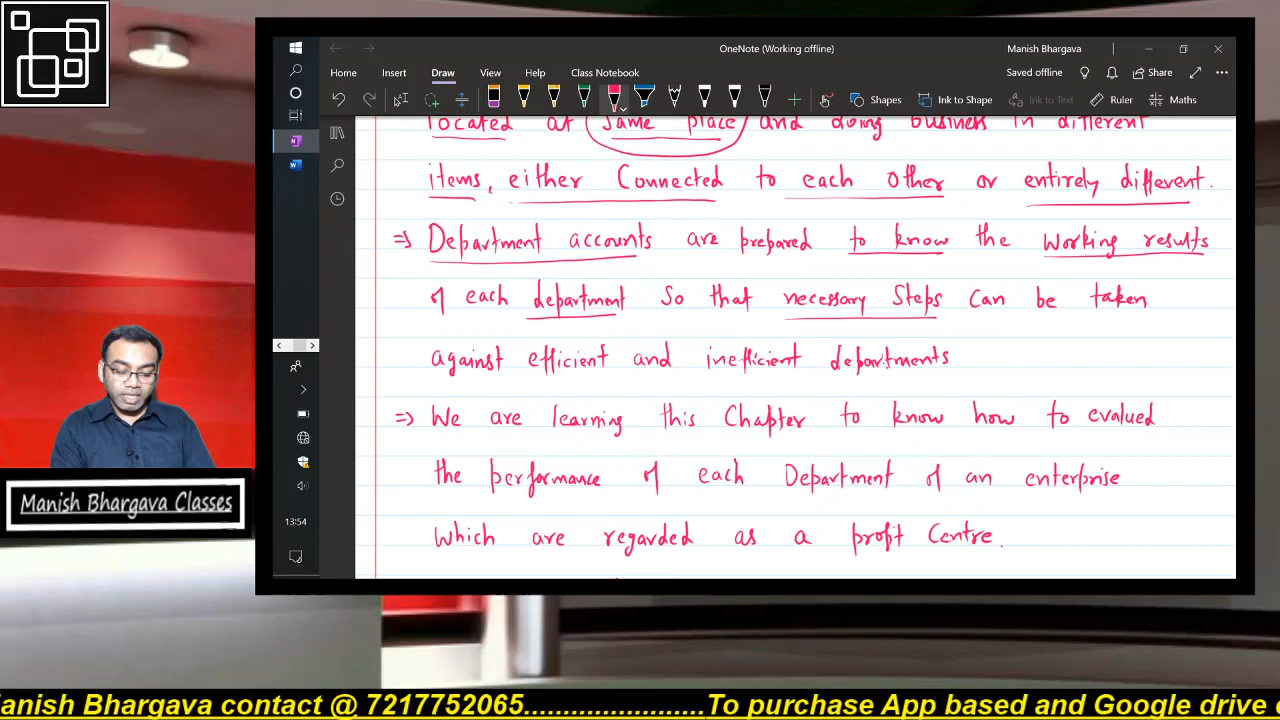 OneNote (Working offline)
Manish Bhargava
Home Insert Draw View Help Class Notebook
Saved offline
Share
Shapes
Ink to Shape
Ink to Text
Ruler
Maths
located at same place and doing business in different
items, either Connected to each other or entirely different.
⇒ Department accounts are prepared to know the working results
of each department So that necessary Steps can be taken
against efficient and inefficient departments
⇒ We are learning this Chapter to know how to evalued
the performance of each Department of an enterprise
which are regarded as a profit Centre.
13:54
Manish Bhargava Classes
Manish Bhargava contact @ 7217752065.......................To purchase App based and Google drive